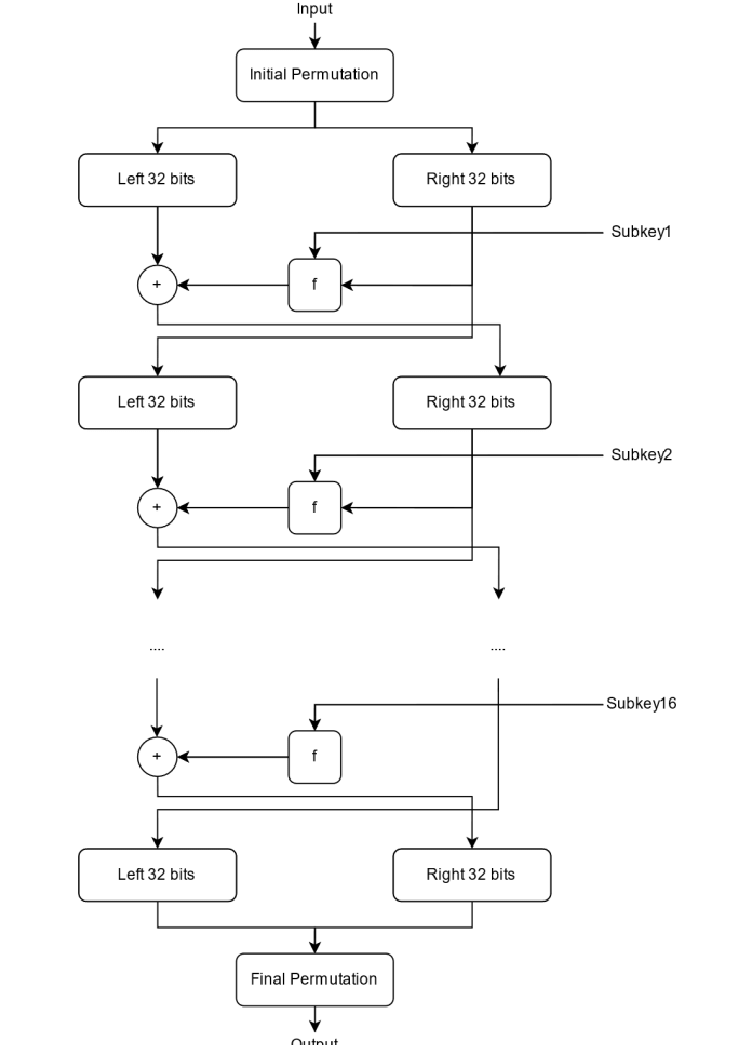 Input
Initial Permutation
Left 32 bits
Right 32 bits
Subkey1
+
f
Left 32 bits
Right 32 bits
Subkey2
+
f
....
....
Subkey16
+
f
Left 32 bits
Right 32 bits
Final Permutation
Output